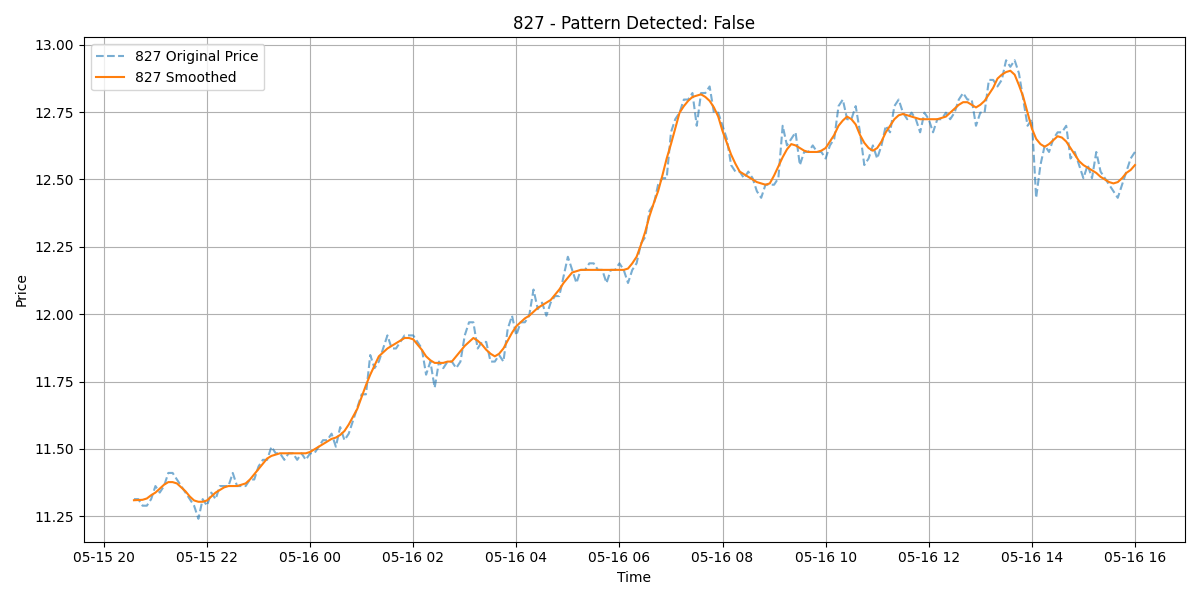 827 - Pattern Detected: False
827 Original Price
827 Smoothed
13.00
12.75
12.50
12.25
12.00
11.75
11.50
11.25
Price
05-15 20 05-15 22 05-16 00 05-16 02 05-16 04 05-16 06 05-16 08 05-16 10 05-16 12 05-16 14 05-16 16
Time